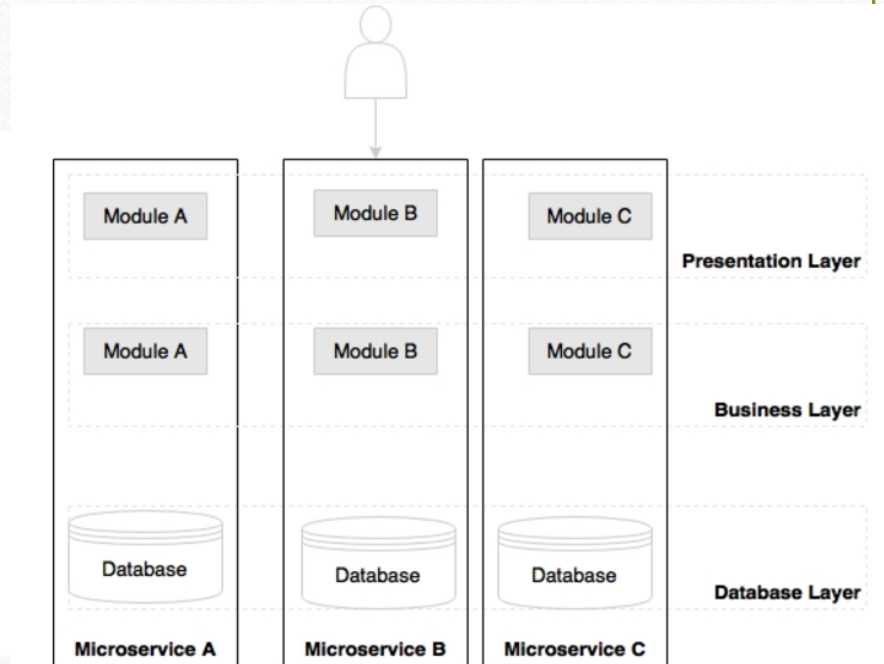 Module A
Module B
Module C
Presentation Layer
Module A
Module B
Module C
Business Layer
Database
Database
Database
Database Layer
Microservice A
Microservice B
Microservice C